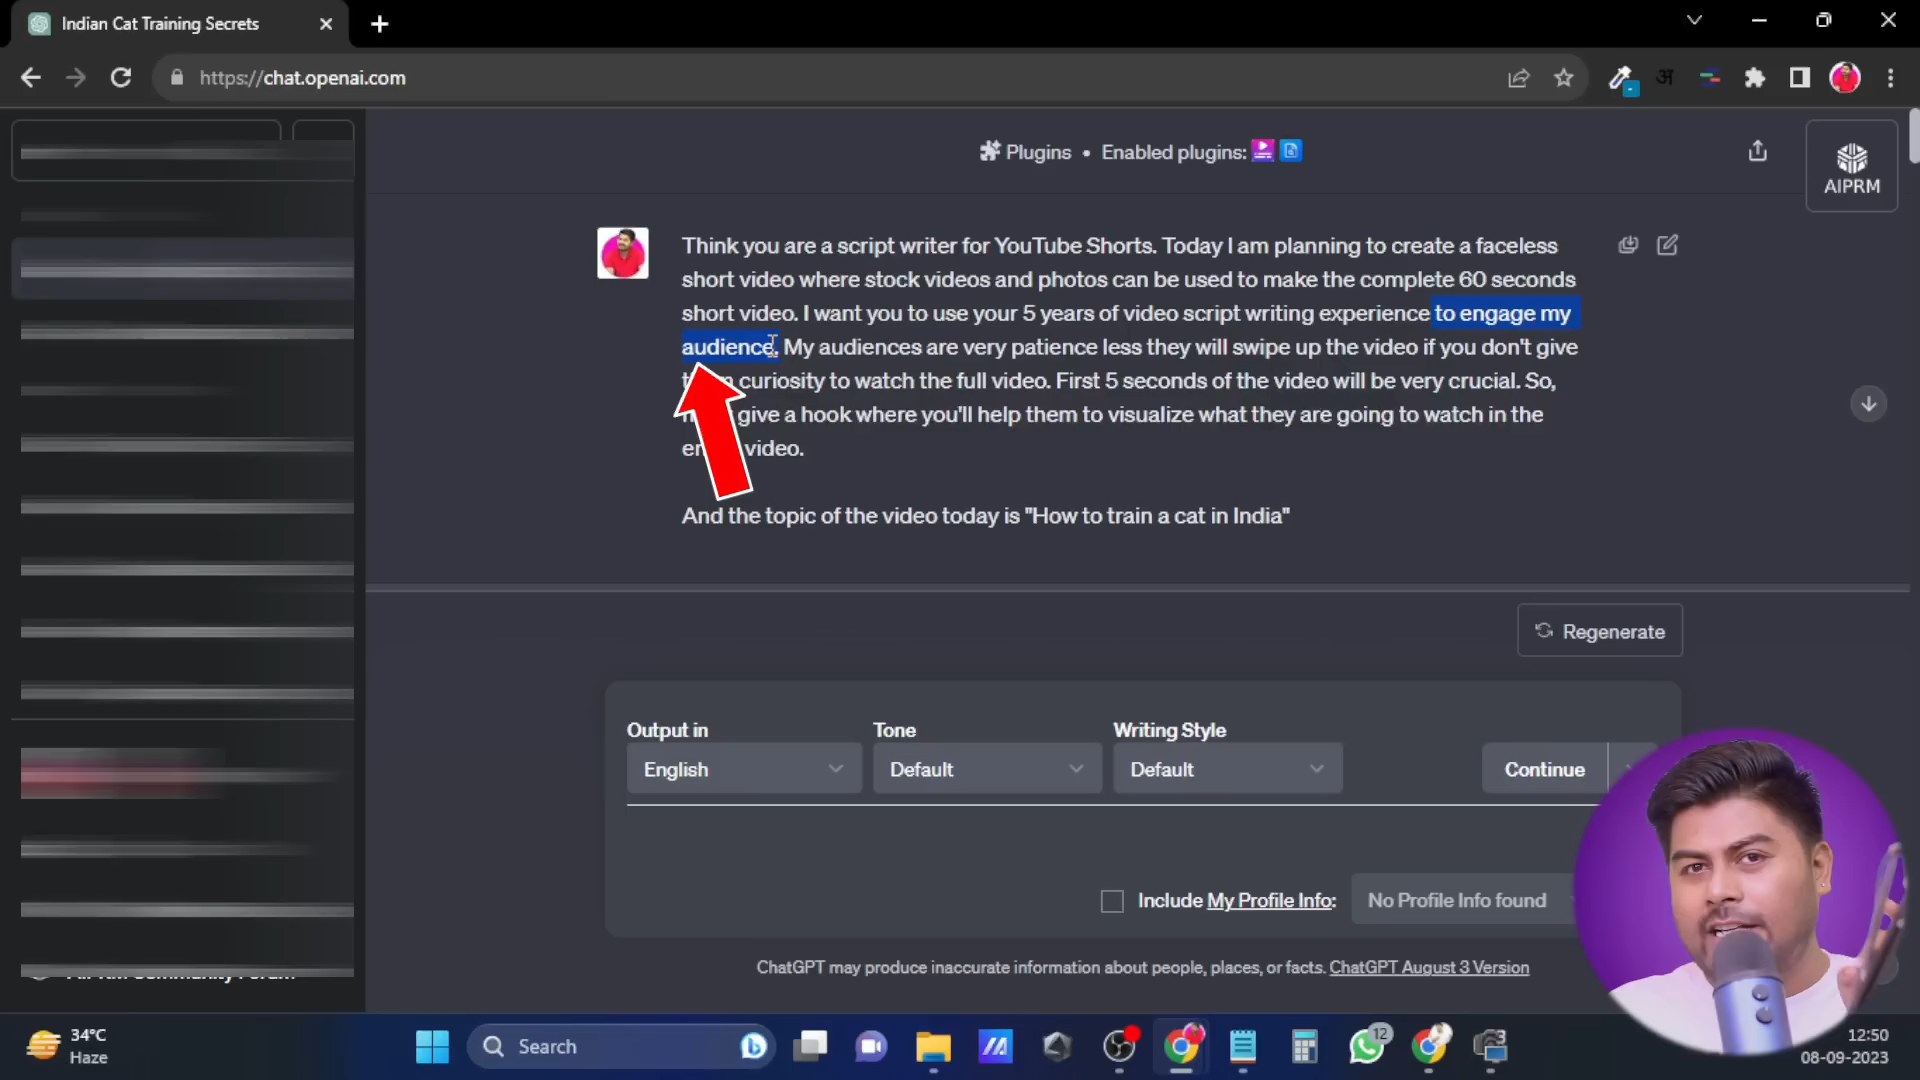 Indian Cat Training Secrets
https://chat.openai.com
अ
Plugins • Enabled plugins:
AIPRM
Think you are a script writer for YouTube Shorts. Today I am planning to create a faceless
short video where stock videos and photos can be used to make the complete 60 seconds
short video. I want you to use your 5 years of video script writing experience to engage my
audience. My audiences are very patience less they will swipe up the video if you don't give
curiosity to watch the full video. First 5 seconds of the video will be very crucial. So,
give a hook where you'll help them to visualize what they are going to watch in the
video.
And the topic of the video today is "How to train a cat in India"
Regenerate
Output in
Tone
Writing Style
English
Default
Default
Continue
Include My Profile Info:
No Profile Info found
ChatGPT may produce inaccurate information about people, places, or facts. ChatGPT August 3 Version
34°C
Haze
Search
12
12:50
08-09-2023